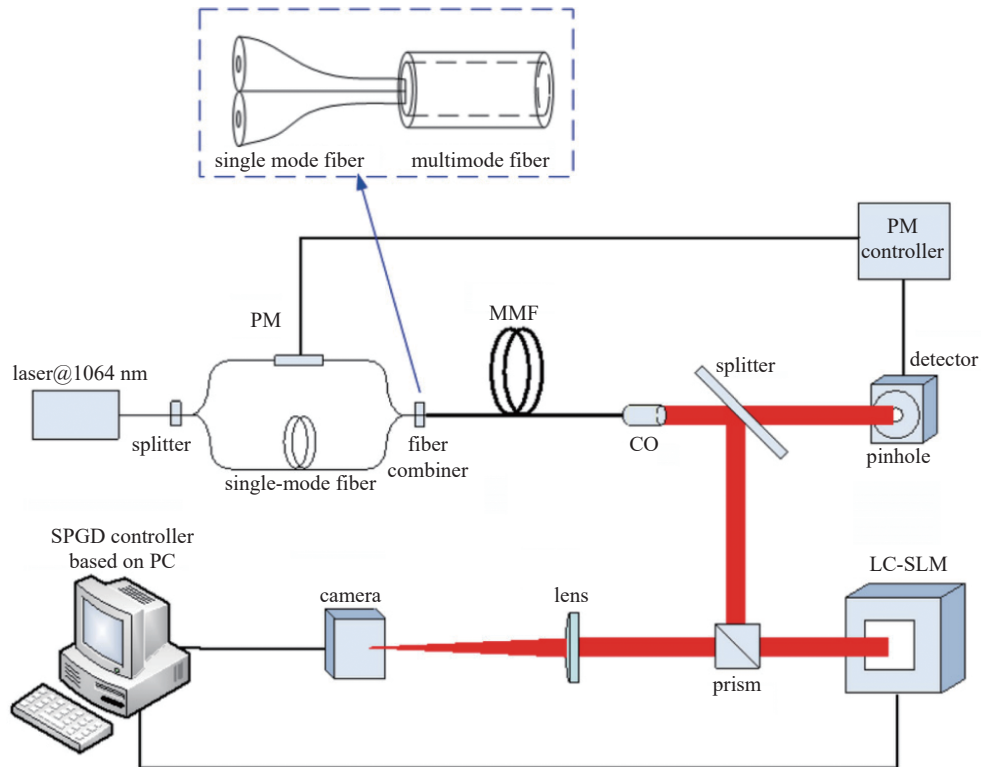 single mode fiber
multimode fiber
PM
controller
PM
MMF
splitter
detector
laser@1064 nm
splitter
single-mode fiber
fiber
combiner
CO
pinhole
SPGD controller
based on PC
camera
lens
LC-SLM
prism